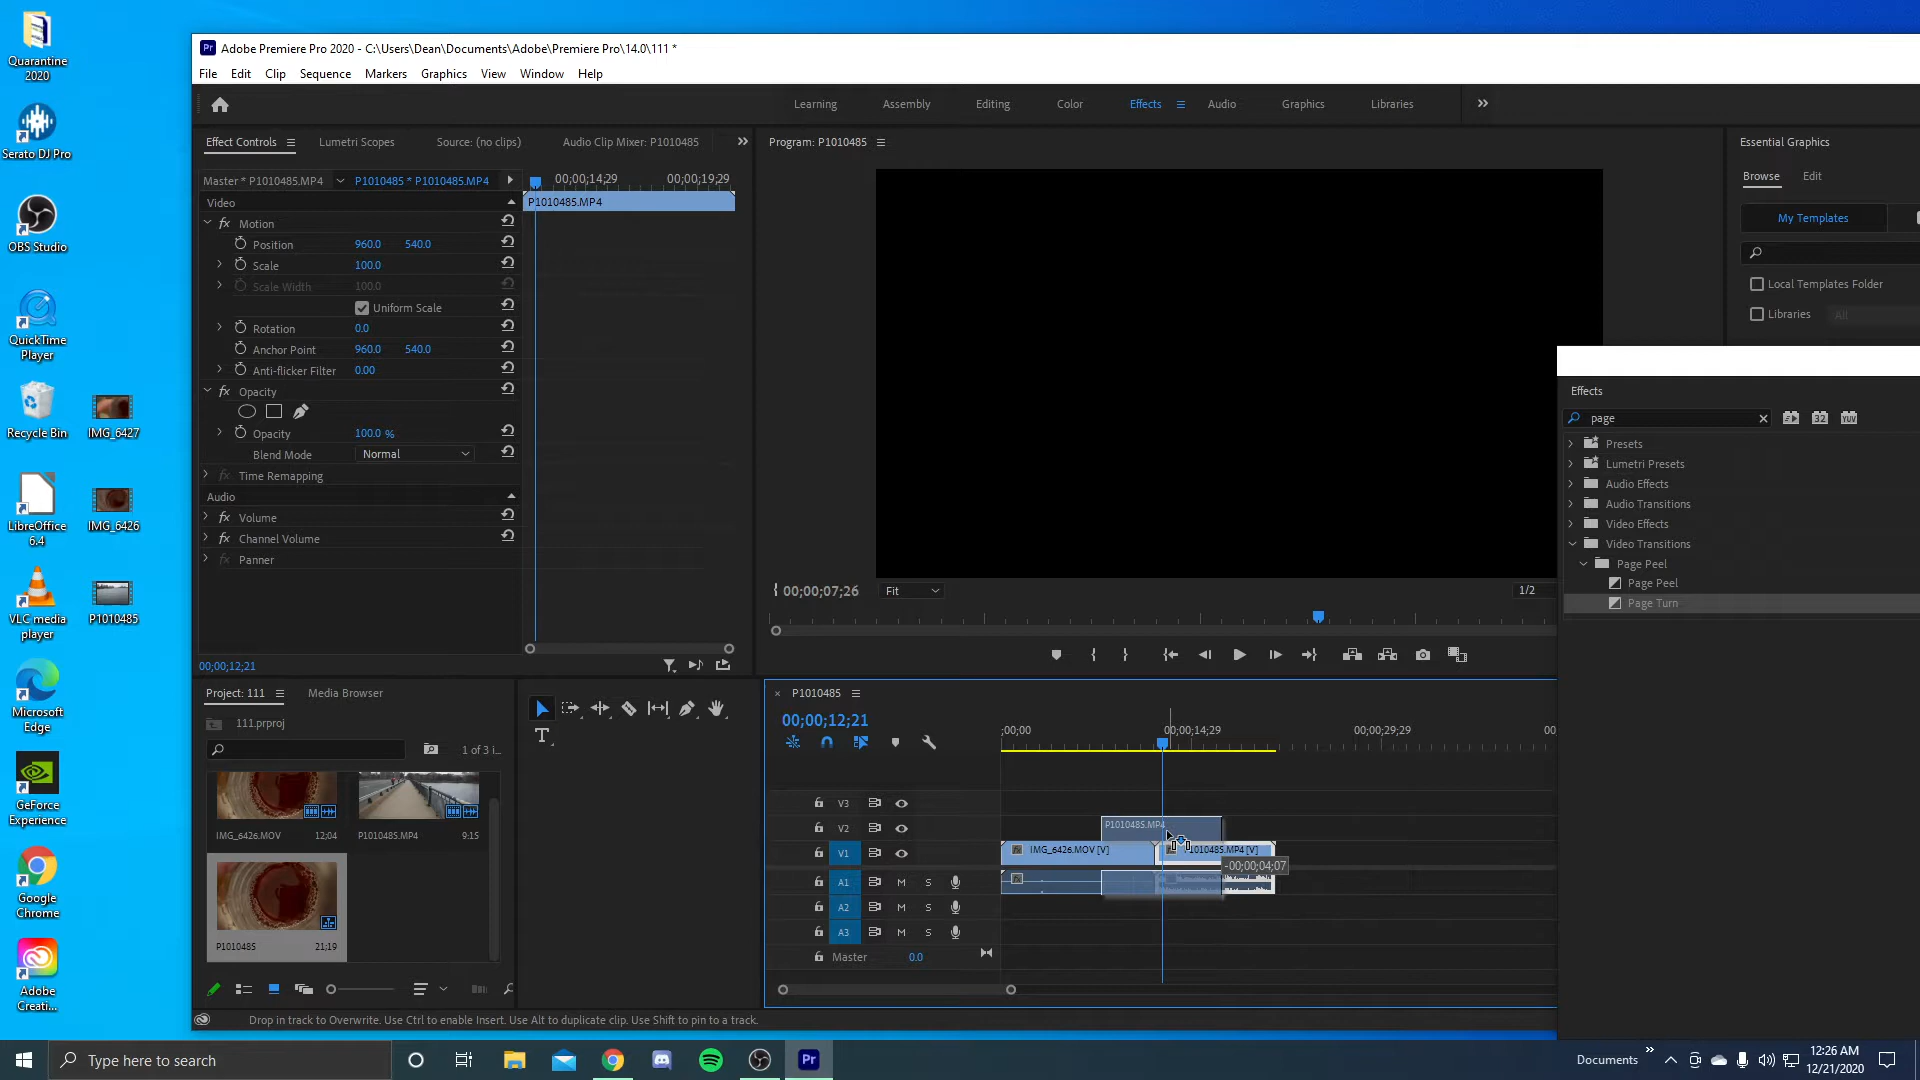 Quarantine
2020
Serato DJ Pro
OBS Studio
QuickTime
Player
Recycle Bin
IMG_6427
LibreOffice
6.4
IMG_6426
VLC media
player
P1010485
Microsoft
Edge
GeForce
Experience
Google
Chrome
Adobe
Creati...
Pr Adobe Premiere Pro 2020 - C:\Users\Dean\Documents\Adobe\Premiere Pro\14.0\111 *
File Edit Clip Sequence Markers Graphics View Window Help
Learning Assembly Editing Color Effects Audio Graphics Libraries
Effect Controls Lumetri Scopes Source: (no clips) Audio Clip Mixer: P1010485
Master * P1010485.MP4 P1010485 * P1010485.MP4 00;00;14;29 00;00;19;29
Video P1010485.MP4
fx Motion
Position 960.0 540.0
Scale 100.0
Scale Width 100.0
Uniform Scale
Rotation 0.0
Anchor Point 960.0 540.0
Anti-flicker Filter 0.00
fx Opacity
Opacity 100.0 %
Blend Mode Normal
fx Time Remapping
Audio
fx Volume
fx Channel Volume
fx Panner
00;00;12;21
Program: P1010485
00;00;07;26 Fit 1/2
Essential Graphics
Browse Edit
My Templates
Local Templates Folder
Libraries All
Effects
page 32 YUV
Presets
Lumetri Presets
Audio Effects
Audio Transitions
Video Effects
Video Transitions
Page Peel
Page Peel
Page Turn
Project: 111 Media Browser
111.prproj
1 of 3 i...
IMG_6426.MOV 12;04 P1010485.MP4 9:15
P1010485 21;19
T
P1010485
00;00;12;21
;00;00 00;00;14;29 00;00;29;29 00
V3
V2 P1010485.MP4
V1 IMG_6426.MOV [V] P1010485.MP4 [V]
-00;00;04;07
A1 M S
A2 M S
A3 M S
Master 0.0
Drop in track to Overwrite. Use Ctrl to enable Insert. Use Alt to duplicate clip. Use Shift to pin to a track.
Type here to search Pr Documents 12:26 AM
12/21/2020